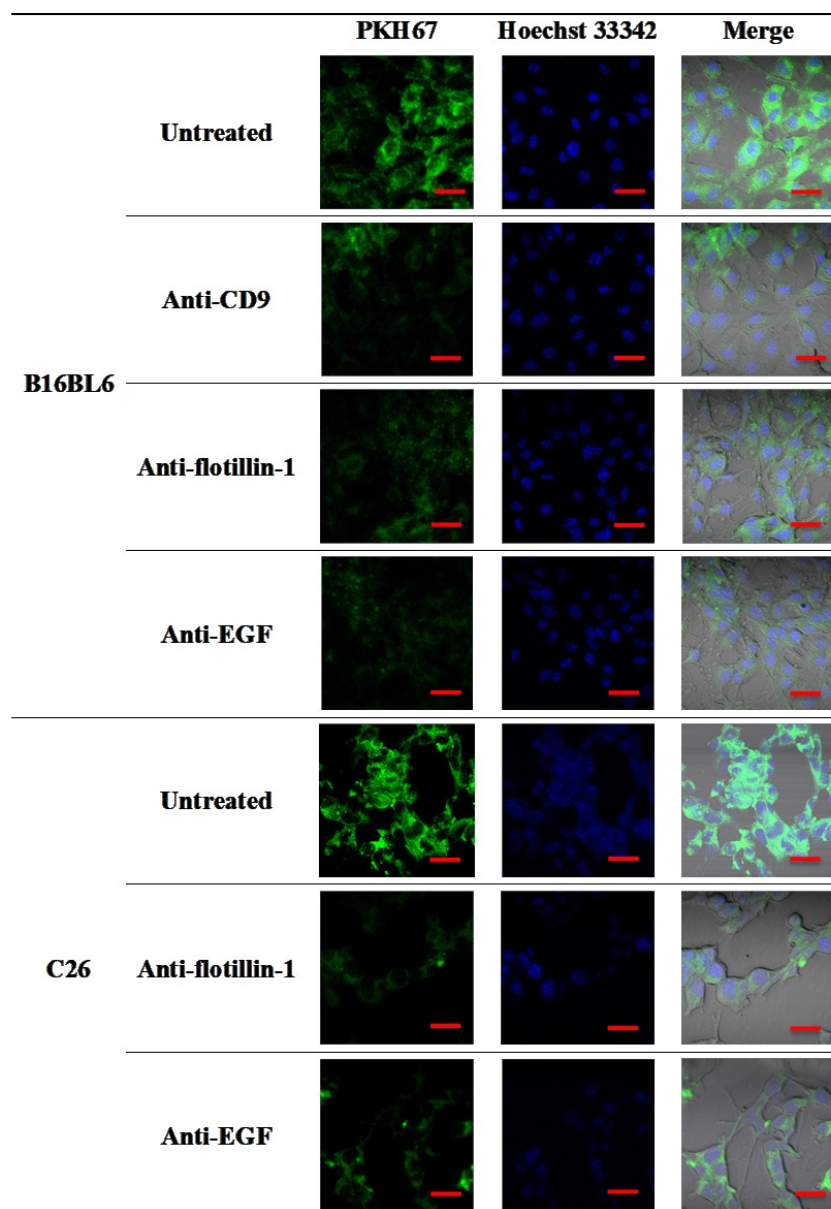 PKH67 Hoechst 33342 Merge
Untreated
Anti-CD9
B16BL6
Anti-flotillin-1
Anti-EGF
Untreated
C26 Anti-flotillin-1
Anti-EGF